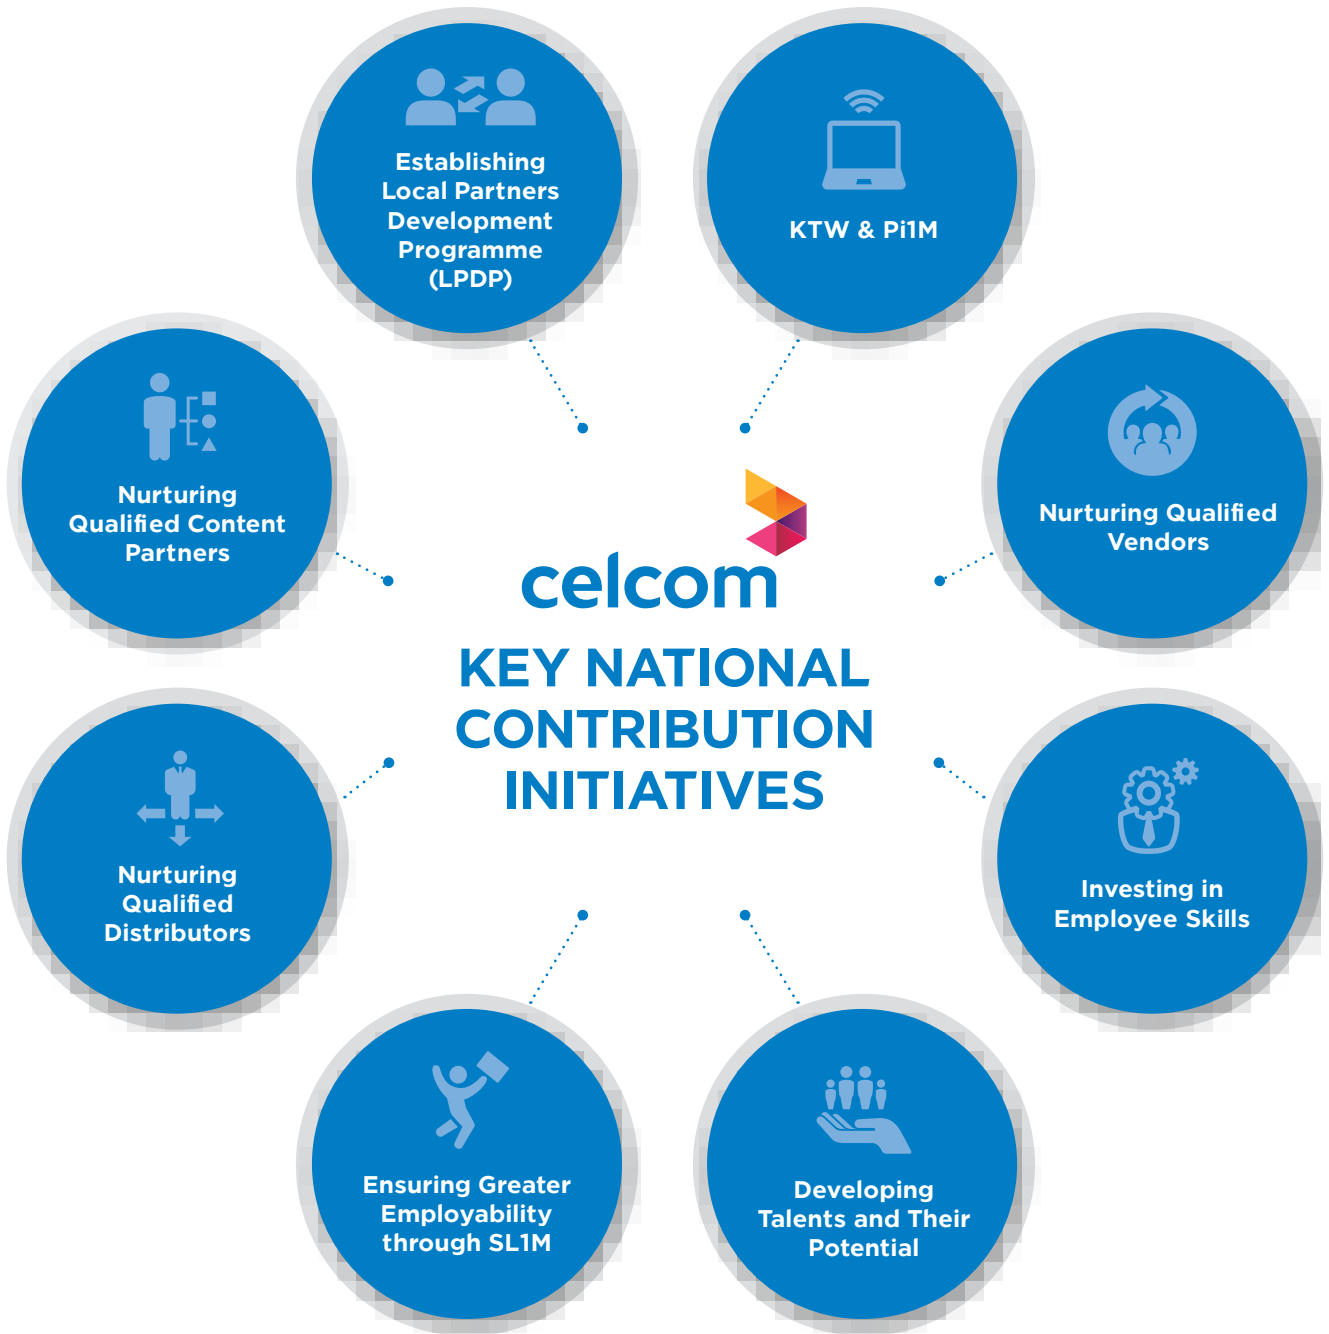 Establishing
Local Partners
Development
Programme
(LPDP)
KTW & Pi1M
Nurturing
Qualified Content
Partners
Nurturing Qualified
Vendors
celcom
KEY NATIONAL
CONTRIBUTION
INITIATIVES
Nurturing
Qualified
Distributors
Investing in
Employee Skills
Ensuring Greater
Employability
through SL1M
Developing
Talents and Their
Potential